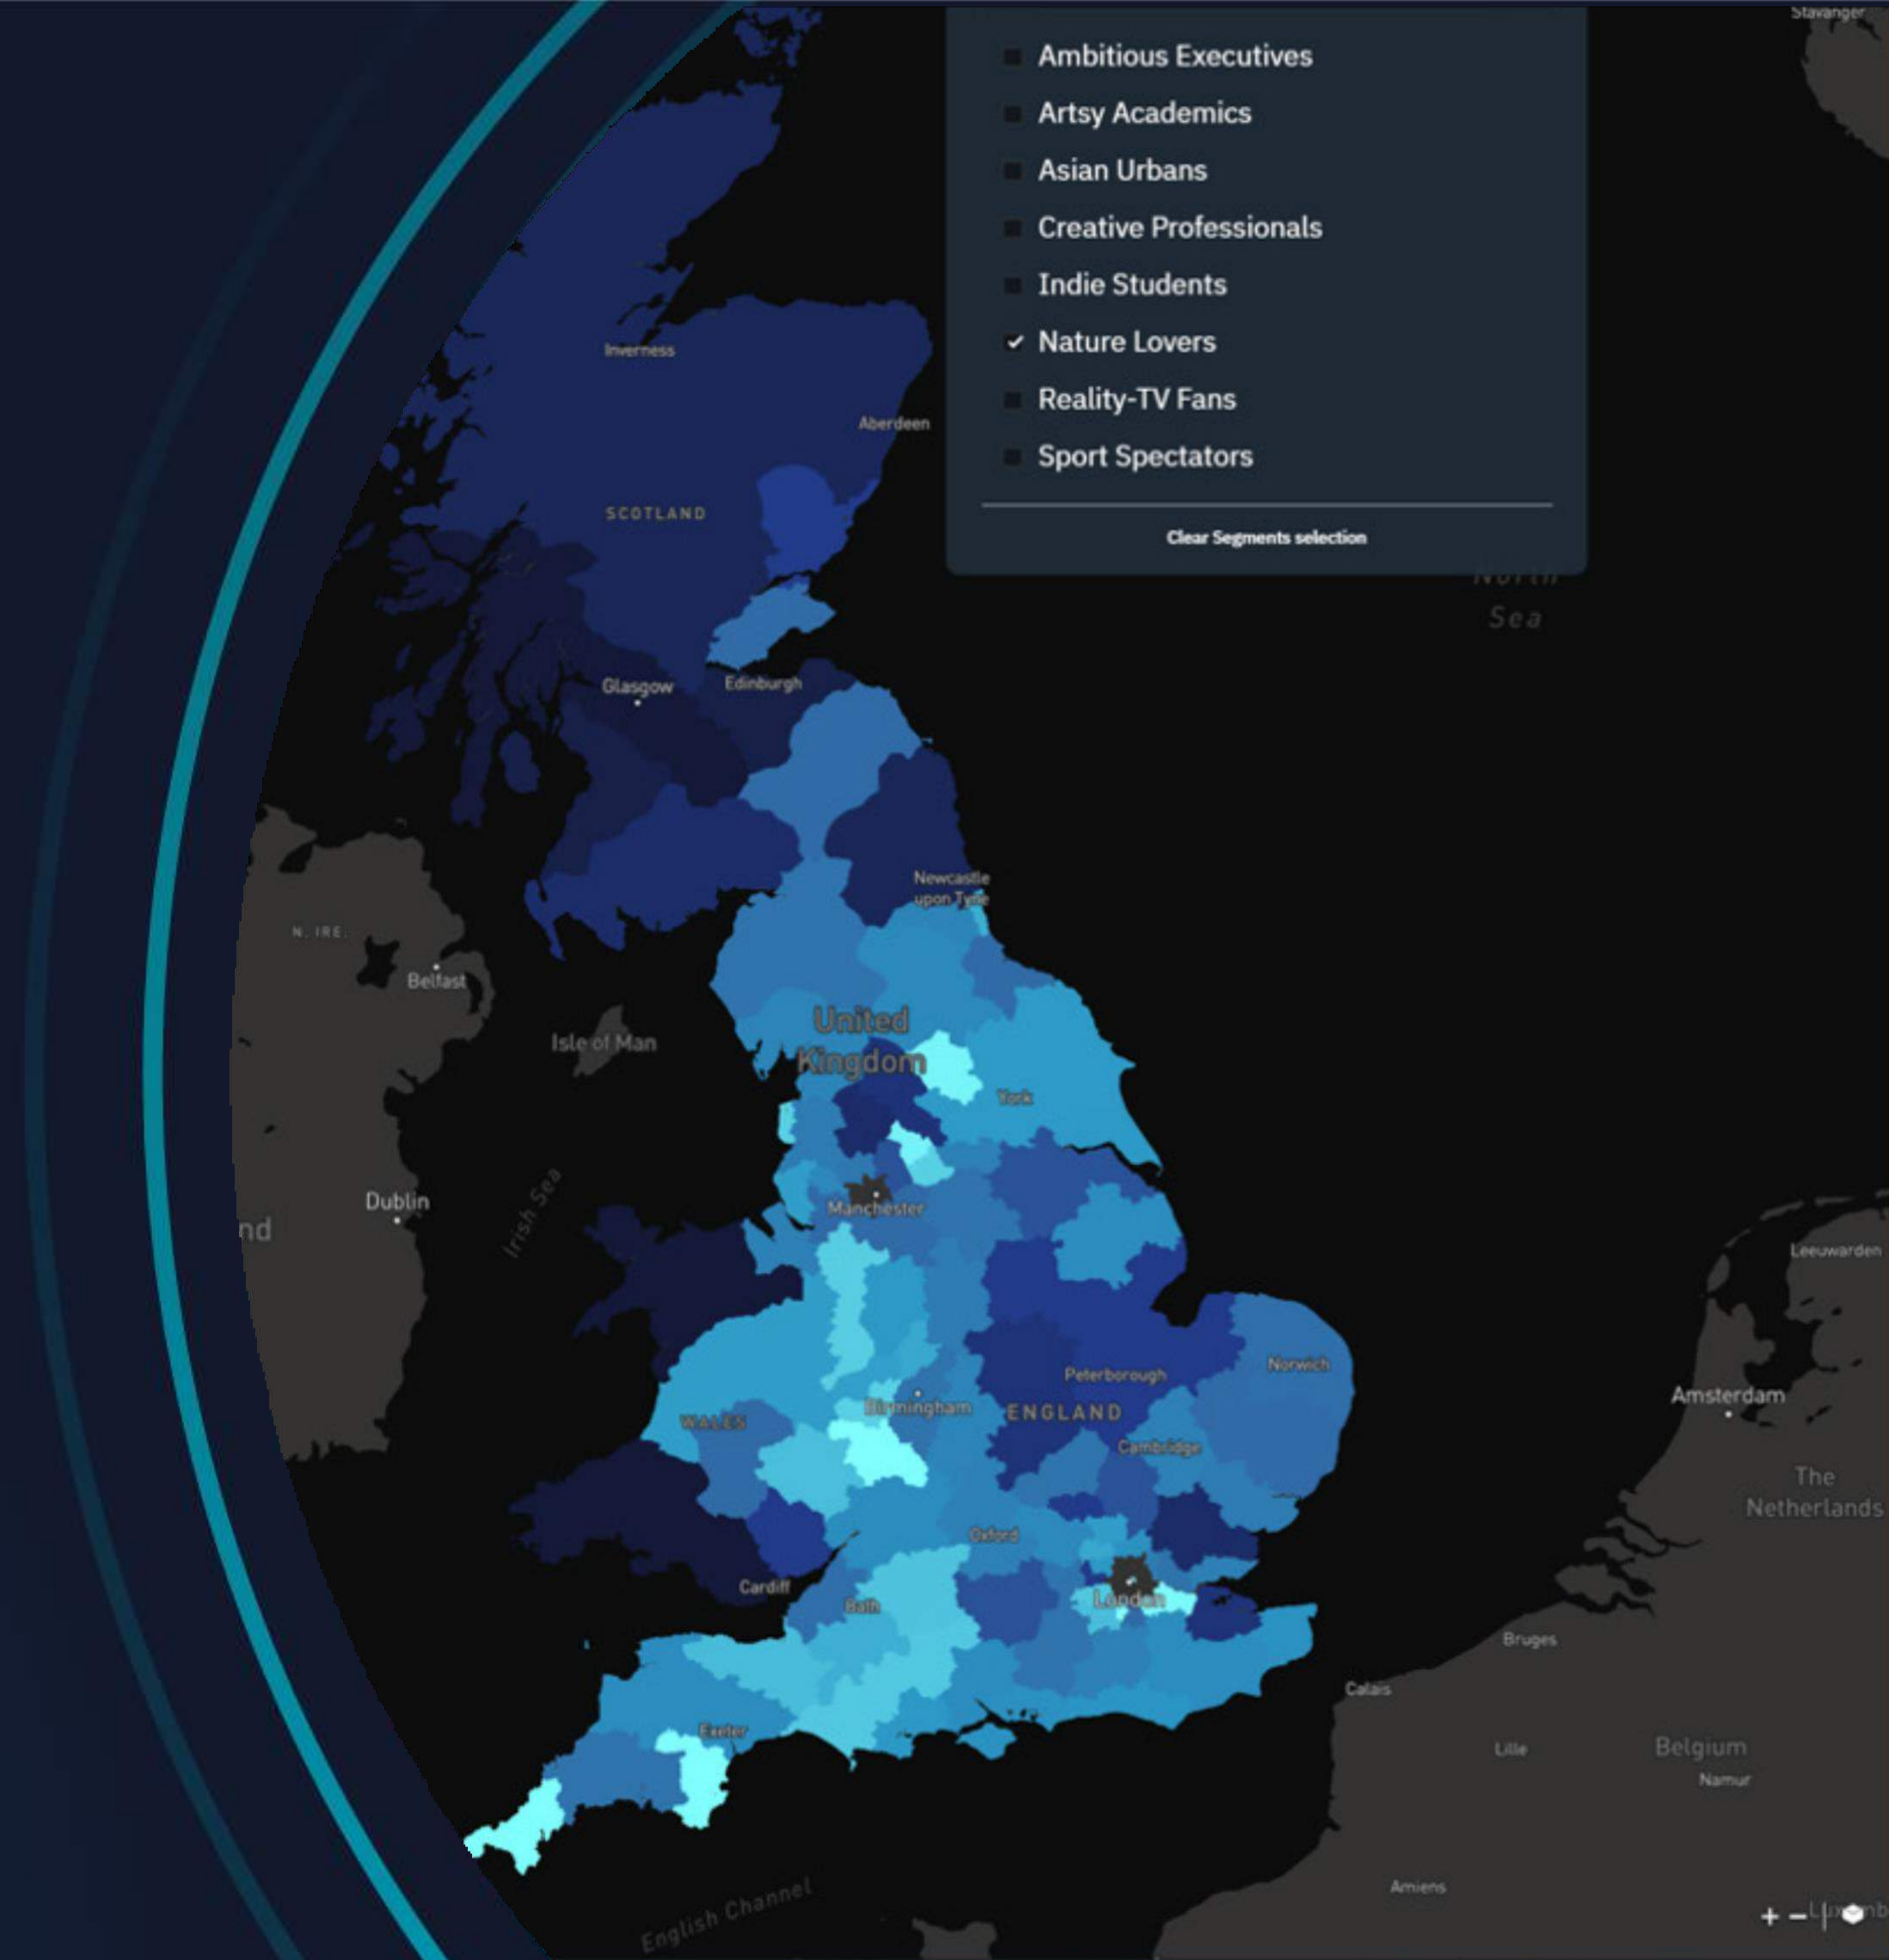 Stavanger
Ambitious Executives
Artsy Academics
Asian Urbans
Creative Professionals
Indie Students
Nature Lovers
Reality-TV Fans
Sport Spectators
Clear Segments selection
North
Sea
Inverness
Aberdeen
SCOTLAND
Glasgow
Edinburgh
Newcastle
upon Tyne
N. IRE.
Belfast
United
Kingdom
Isle of Man
York
Irish Sea
Dublin
nd
Manchester
Leeuwarden
Norwich
Peterborough
Amsterdam
Birmingham
ENGLAND
WALES
Cambridge
The
Netherlands
Oxford
Cardiff
Bath
London
Bruges
Calais
Exeter
Lille
Belgium
Namur
Amiens
English Channel